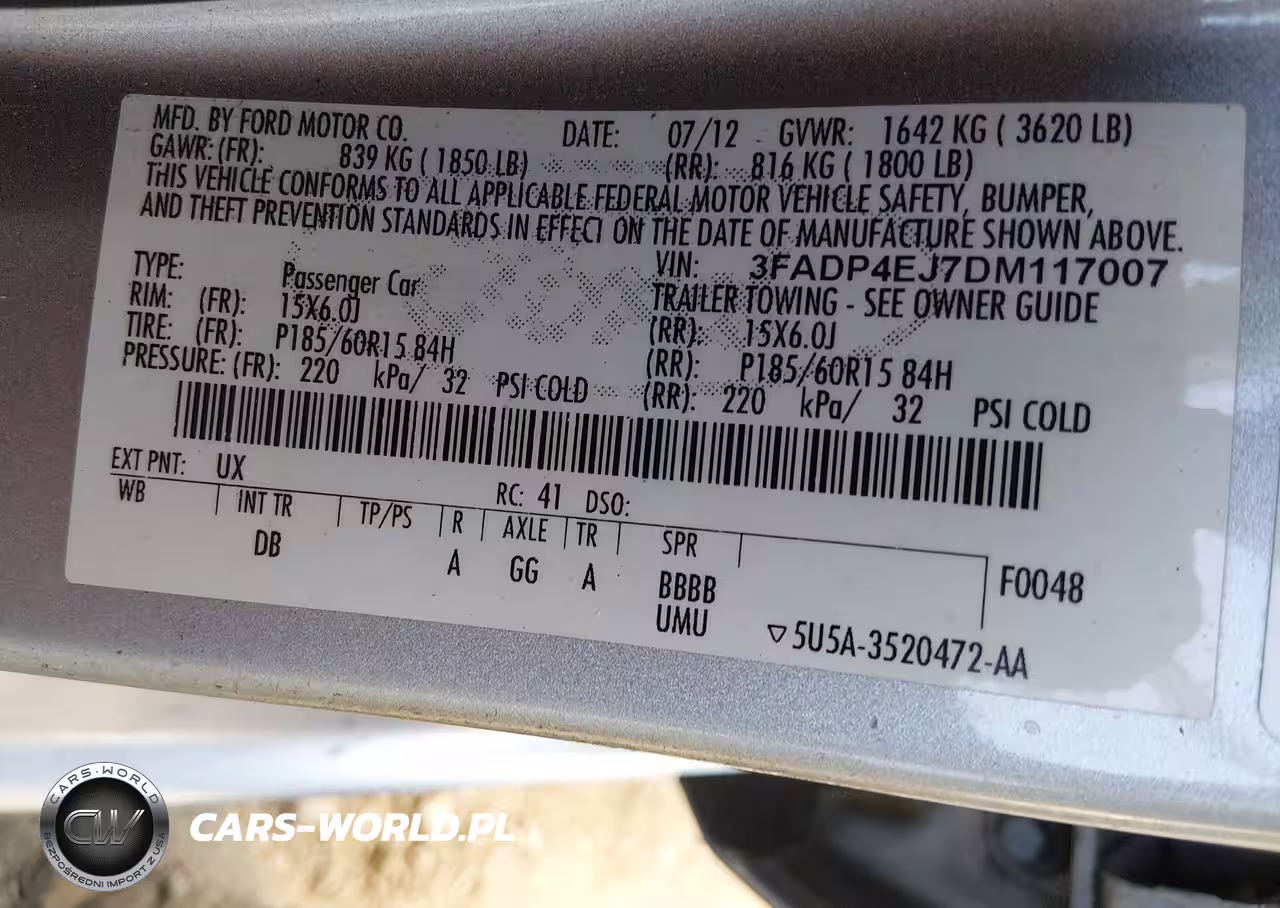 MFD. BY FORD MOTOR CO. DATE: 07/12 GVWR: 1642 KG ( 3620 LB)
GAWR: (FR): 839 KG ( 1850 LB) (RR): 816 KG ( 1800 LB)
THIS VEHICLE CONFORMS TO ALL APPLICABLE FEDERAL MOTOR VEHICLE SAFETY, BUMPER,
AND THEFT PREVENTION STANDARDS IN EFFECT ON THE DATE OF MANUFACTURE SHOWN ABOVE.
VIN: 3FADP4EJ7DM117007
TYPE: Passenger Car TRAILER TOWING - SEE OWNER GUIDE
RIM: (FR): 15X6.0J (RR): 15X6.0J
TIRE: (FR): P185/60R15 84H (RR): P185/60R15 84H
PRESSURE: (FR): 220 kPa/ 32 PSI COLD (RR): 220 kPa/ 32 PSI COLD
EXT PNT: UX RC: 41 DSO:
WB INT TR TP/PS R AXLE TR SPR
DB A GG A BBBB F0048
UMU
▽5U5A-3520472-AA
CARS-WORLD
CW
BEZPOŚREDNI IMPORT Z USA
CARS-WORLD.PL